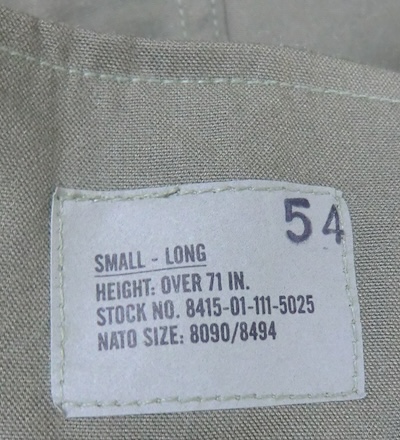 54
SMALL - LONG
HEIGHT: OVER 71 IN.
STOCK NO. 8415-01-111-5025
NATO SIZE: 8090/8494